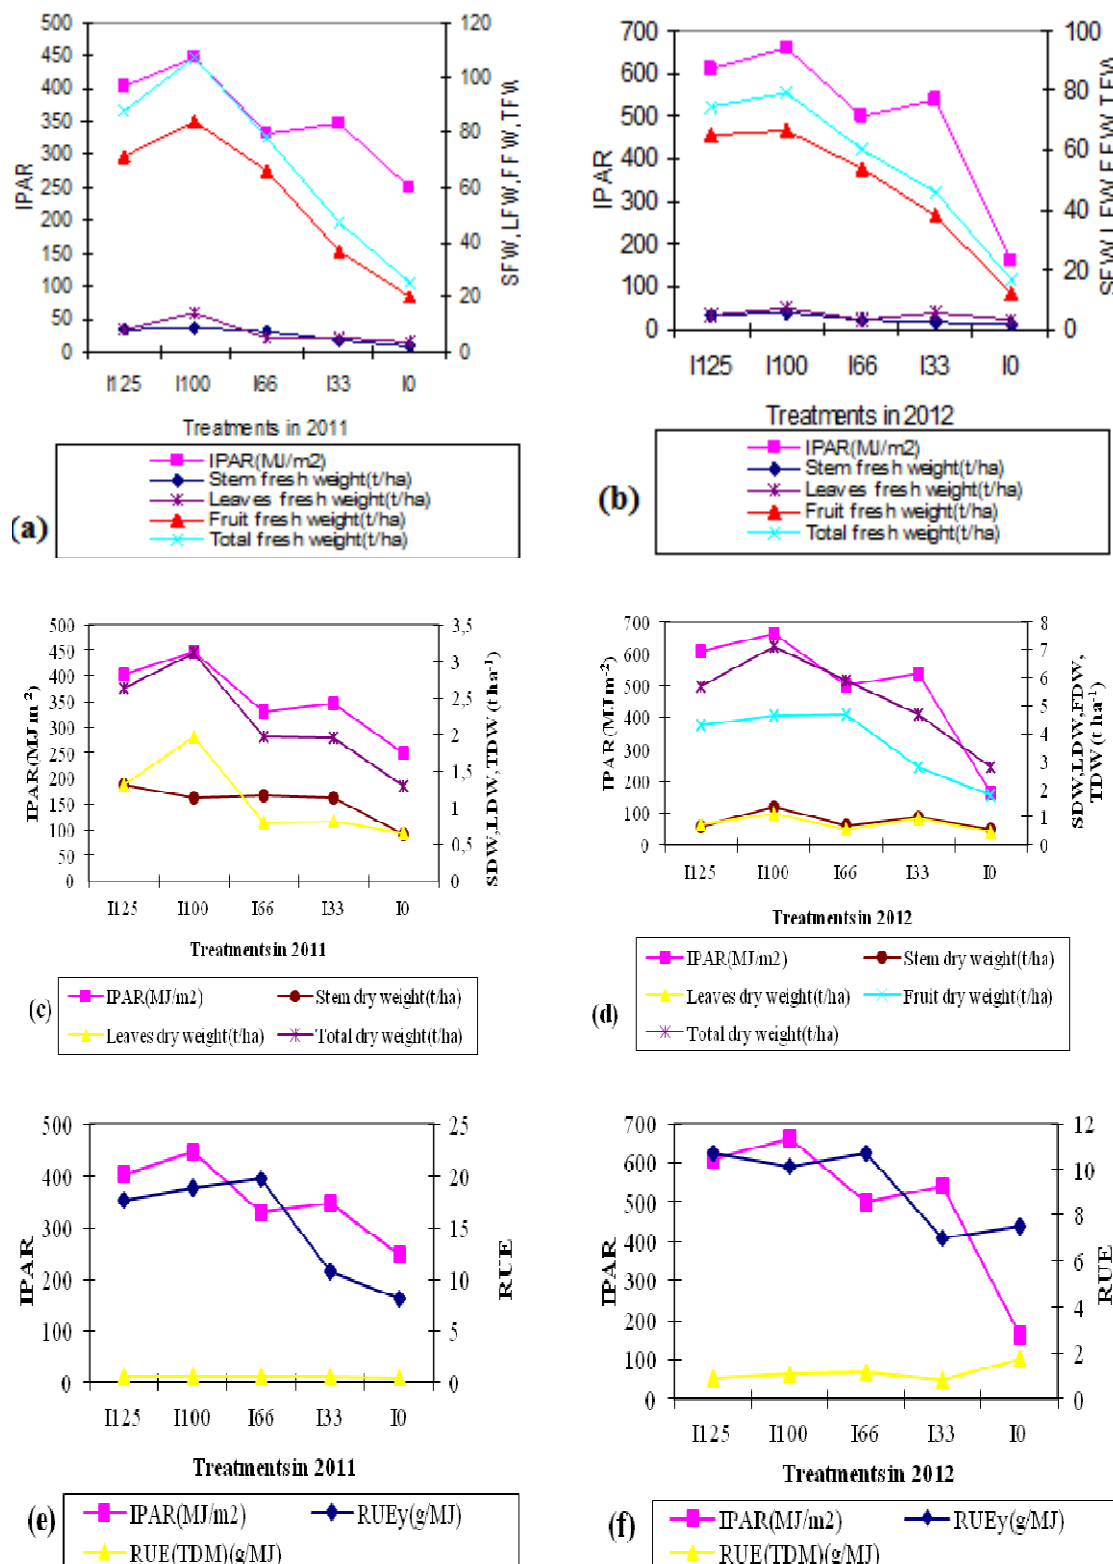 500
450
400
350
300
250
200
150
100
50
0
IPAR
120
100
80
60
40
20
0
SFW, LFW, FFW, TFW
I125 I100 I66 I33 I0
Treatments in 2011
IPAR(MJ/m2)
Stem fresh weight(t/ha)
Leaves fresh weight(t/ha)
Fruit fresh weight(t/ha)
Total fresh weight(t/ha)
(a)
700
600
500
400
300
200
100
0
IPAR
100
80
60
40
20
0
SFW, LFW, FFW, TFW
I125 I100 I66 I33 I0
Treatments in 2012
IPAR(MJ/m2)
Stem fresh weight(t/ha)
Leaves fresh weight(t/ha)
Fruit fresh weight(t/ha)
Total fresh weight(t/ha)
(b)
500
450
400
350
300
250
200
150
100
50
0
IPAR(MJ m-2)
3,5
3
2,5
2
1,5
1
0,5
0
SDW, LDW, TDW (t ha-1)
I125 I100 I66 I33 I0
Treatments in 2011
IPAR(MJ/m2) Stem dry weight(t/ha)
Leaves dry weight(t/ha) Total dry weight(t/ha)
(c)
700
600
500
400
300
200
100
0
IPAR(MJ m-2)
8
7
6
5
4
3
2
1
0
SDW, LDW, FDW,
TDW (t ha-1)
I125 I100 I66 I33 I0
Treatments in 2012
IPAR(MJ/m2) Stem dry weight(t/ha)
Leaves dry weight(t/ha) Fruit dry weight(t/ha)
Total dry weight(t/ha)
(d)
500
400
300
200
100
0
IPAR
25
20
15
10
5
0
RUE
I125 I100 I66 I33 I0
Treatments in 2011
IPAR(MJ/m2) RUEy(g/MJ)
RUE(TDM)(g/MJ)
(e)
700
600
500
400
300
200
100
0
IPAR
12
10
8
6
4
2
0
RUE
I125 I100 I66 I33 I0
Treatments in 2012
IPAR(MJ/m2) RUEy(g/MJ)
RUE(TDM)(g/MJ)
(f)